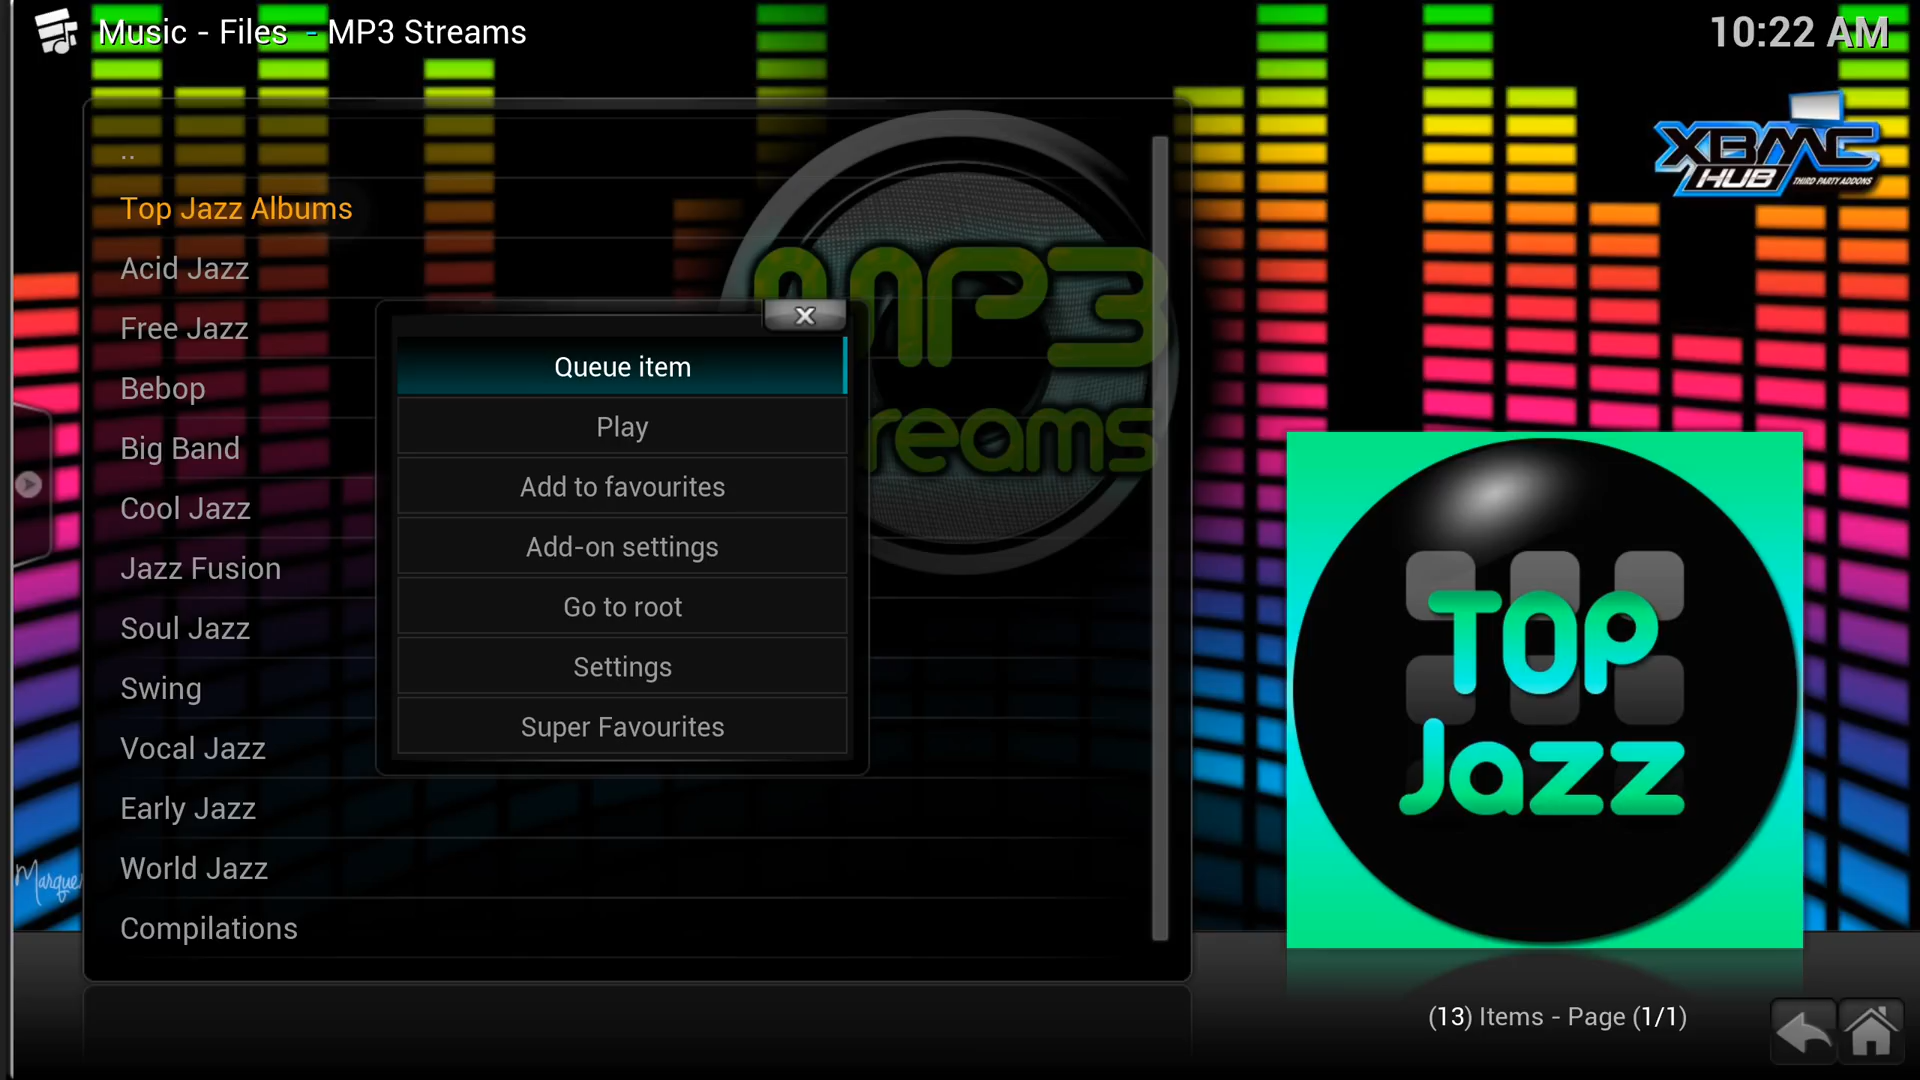 Music - Files - MP3 Streams
10:22 AM
XBMC
HUB THIRD PARTY ADDONS
..
Top Jazz Albums
Acid Jazz
Free Jazz
Bebop
Big Band
Cool Jazz
Jazz Fusion
Soul Jazz
Swing
Vocal Jazz
Early Jazz
World Jazz
Compilations
MP3
reams
X
Queue item
Play
Add to favourites
Add-on settings
Go to root
Settings
Super Favourites
TOP
Jazz
Marque
(13) Items - Page (1/1)